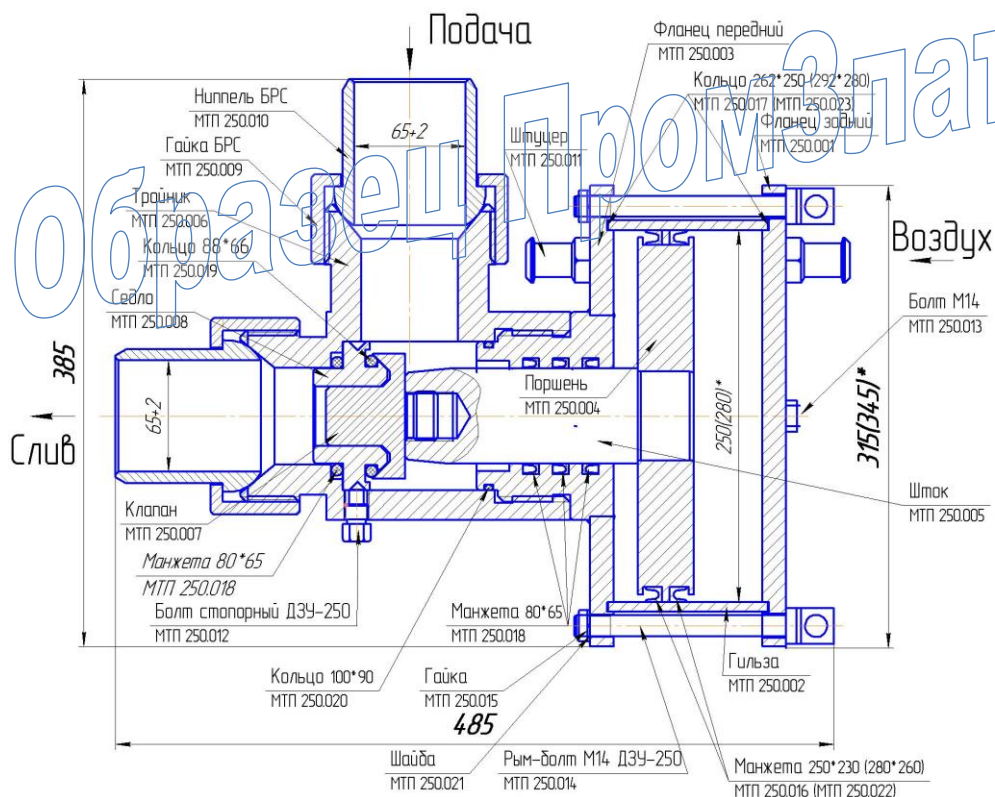 Подача
Фланец передний
МТП 250.003
Кольцо 262*250 (292*280)
МТП 250.017 (МТП 250.023)
Фланец задний
МТП 250.001
Ниппель БРС
МТП 250.010
65+2
Штуцер
МТП 250.011
Гайка БРС
МТП 250.009
Образец ПромЗлат
Тройник
МТП 250.006
Кольцо 88*66
МТП 250.019
Воздух
Седло
МТП 250.008
Болт М14
МТП 250.013
385
65+2
Поршень
МТП 250.004
250(280)*
315(345)*
Слив
Шток
МТП 250.005
Клапан
МТП 250.007
Манжета 80*65
МТП 250.018
Болт стопорный ДЗУ-250
МТП 250.012
Манжета 80*65
МТП 250.018
Кольцо 100*90
МТП 250.020
Гайка
МТП 250.015
Гильза
МТП 250.002
485
Шайба
МТП 250.021
Рым-болт М14 ДЗУ-250
МТП 250.014
Манжета 250*230 (280*260)
МТП 250.016 (МТП 250.022)